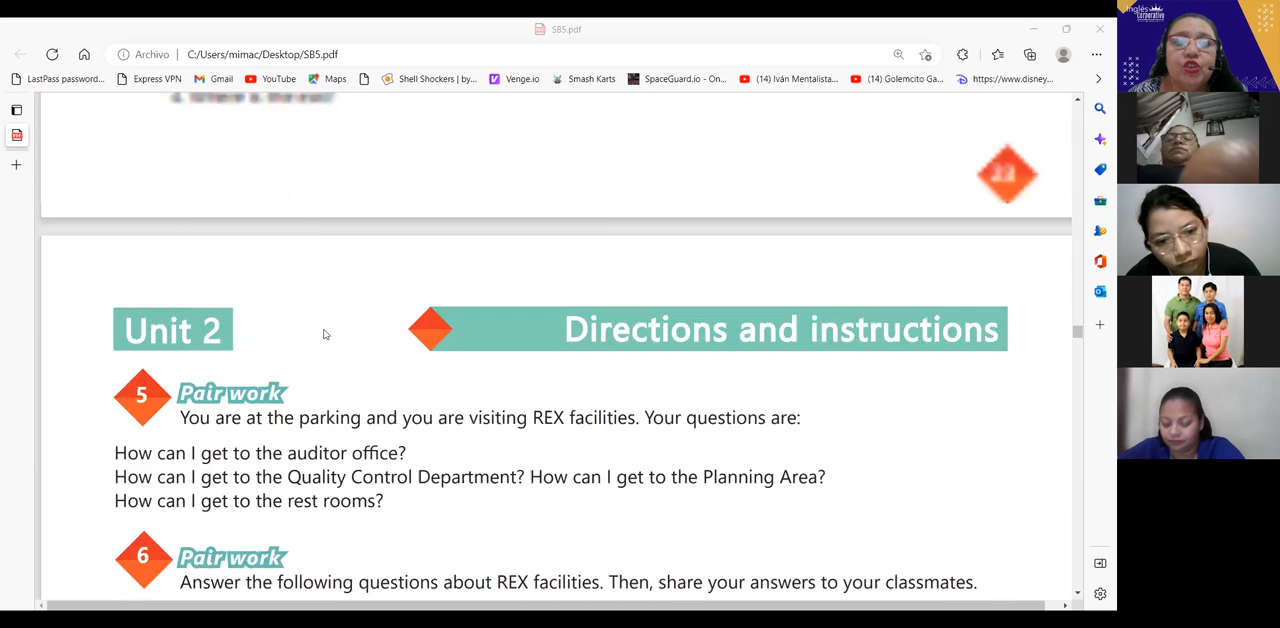 SB5.pdf
Archivo
C:/Users/mimac/Desktop/SB5.pdf
LastPass password...
Express VPN
Gmail
YouTube
Maps
Shell Shockers | by...
Venge.io
Smash Karts
SpaceGuard.io - On...
(14) Iván Mentalista...
(14) Golemcito Ga...
https://www.disney...
Unit 2
Directions and instructions
5
Pair work
You are at the parking and you are visiting REX facilities. Your questions are:
How can I get to the auditor office?
How can I get to the Quality Control Department? How can I get to the Planning Area?
How can I get to the rest rooms?
6
Pair work
Answer the following questions about REX facilities. Then, share your answers to your classmates.
Inglés
Corporativo